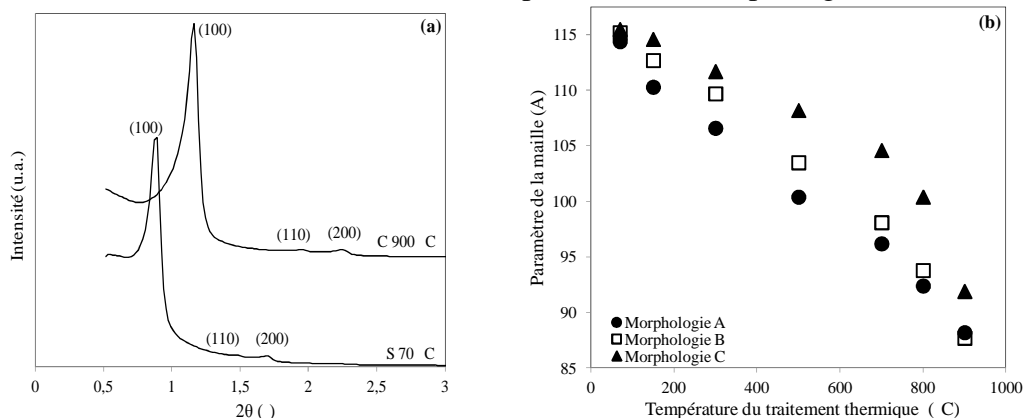 (a)
(100)
(100)
(110)
(200)
C 900 C
(110)
(200)
S 70 C
Intensité (u.a.)
0
0,5
1
1,5
2
2,5
3
2θ ( )
(b)
115
110
105
100
95
90
85
Paramètre de la maille (A)
Morphologie A
Morphologie B
Morphologie C
0
200
400
600
800
1000
Température du traitement thermique ( C)